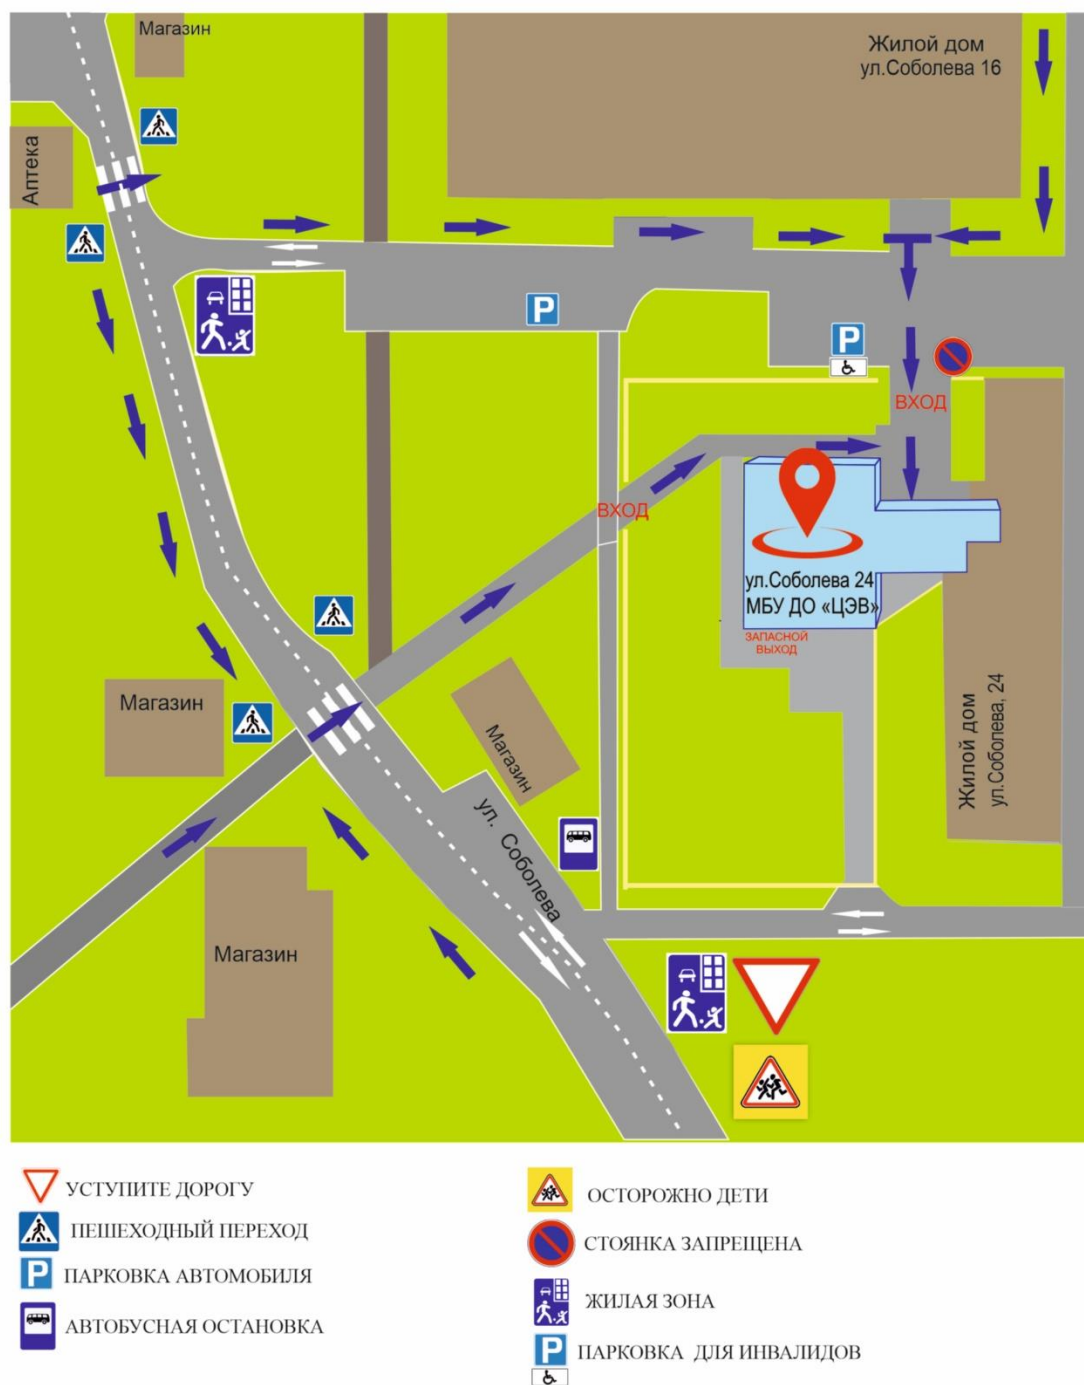 Магазин
Жилой дом
ул.Соболева 16
Аптека
P
P
ВХОД
ВХОД
ул.Соболева 24
МБУ ДО «ЦЭВ»
ЗАПАСНОЙ
ВЫХОД
Магазин
Магазин
Жилой дом
ул.Соболева, 24
ул. Соболева
Магазин
УСТУПИТЕ ДОРОГУ
ПЕШЕХОДНЫЙ ПЕРЕХОД
P ПАРКОВКА АВТОМОБИЛЯ
АВТОБУСНАЯ ОСТАНОВКА
ОСТОРОЖНО ДЕТИ
СТОЯНКА ЗАПРЕЩЕНА
ЖИЛАЯ ЗОНА
P ПАРКОВКА ДЛЯ ИНВАЛИДОВ